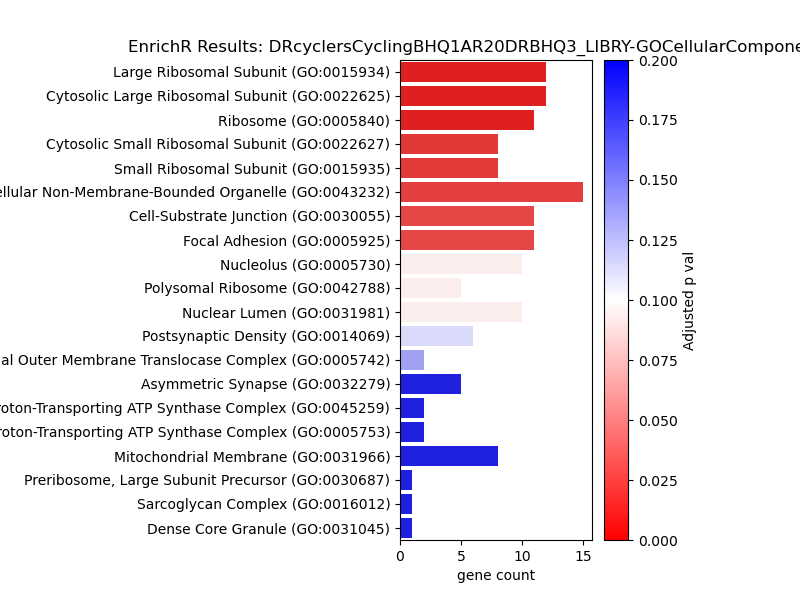 EnrichR Results: DRcyclersCyclingBHQ1AR20DRBHQ3_LIBRY-GOCellularCompone
Large Ribosomal Subunit (GO:0015934)
Cytosolic Large Ribosomal Subunit (GO:0022625)
Ribosome (GO:0005840)
Cytosolic Small Ribosomal Subunit (GO:0022627)
Small Ribosomal Subunit (GO:0015935)
ellular Non-Membrane-Bounded Organelle (GO:0043232)
Cell-Substrate Junction (GO:0030055)
Focal Adhesion (GO:0005925)
Nucleolus (GO:0005730)
Polysomal Ribosome (GO:0042788)
Nuclear Lumen (GO:0031981)
Postsynaptic Density (GO:0014069)
al Outer Membrane Translocase Complex (GO:0005742)
Asymmetric Synapse (GO:0032279)
roton-Transporting ATP Synthase Complex (GO:0045259)
roton-Transporting ATP Synthase Complex (GO:0005753)
Mitochondrial Membrane (GO:0031966)
Preribosome, Large Subunit Precursor (GO:0030687)
Sarcoglycan Complex (GO:0016012)
Dense Core Granule (GO:0031045)
0 5 10 15
gene count
0.200
0.175
0.150
0.125
0.100
0.075
0.050
0.025
0.000
Adjusted p val